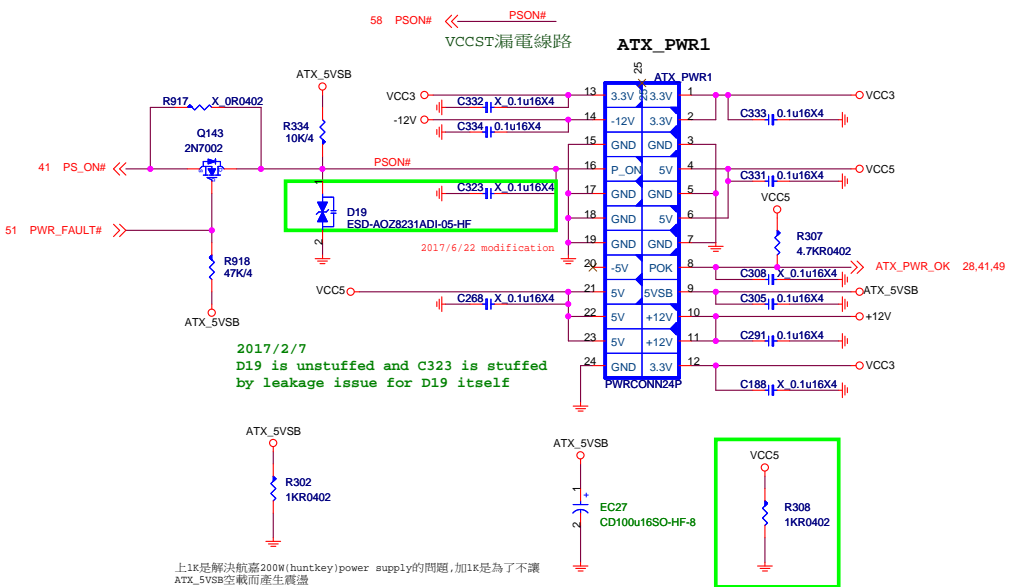 58 PSON# PSON#
VCCST漏電線路
ATX_PWR1
25
ATX_PWR1
ATX_5VSB
R917 X_0R0402
Q143
2N7002
R334
10K/4
41 PS_ON#
PSON#
51 PWR_FAULT#
R918
47K/4
ATX_5VSB
1
D19
ESD-AOZ8231ADI-05-HF
2
C323 X_0.1u16X4
2017/6/22 modification
VCC3 C332 X_0.1u16X4 13 3.3V 3.3V 1 VCC3
-12V C334 0.1u16X4 14 -12V 3.3V 2 C333 0.1u16X4
15 GND GND 3
16 P_ON 5V 4 VCC5
17 GND GND 5 C331 0.1u16X4
18 GND 5V 6 VCC5
19 GND GND 7 R307
4.7KR0402
20 -5V POK 8 ATX_PWR_OK 28,41,49
C308 X_0.1u16X4
VCC5 21 5V 5VSB 9 ATX_5VSB
C268 X_0.1u16X4 C305 0.1u16X4
22 5V +12V 10 +12V
23 5V +12V 11 C291 0.1u16X4
24 GND 3.3V 12 VCC3
PWRCONN24P C188 X_0.1u16X4
2017/2/7
D19 is unstuffed and C323 is stuffed
by leakage issue for D19 itself
ATX_5VSB
R302
1KR0402
ATX_5VSB
1
+
EC27
CD100u16SO-HF-8
2
VCC5
R308
1KR0402
上1K是解決航嘉200W(huntkey)power supply的問題,加1K是為了不讓
ATX_5VSB空載而產生震盪